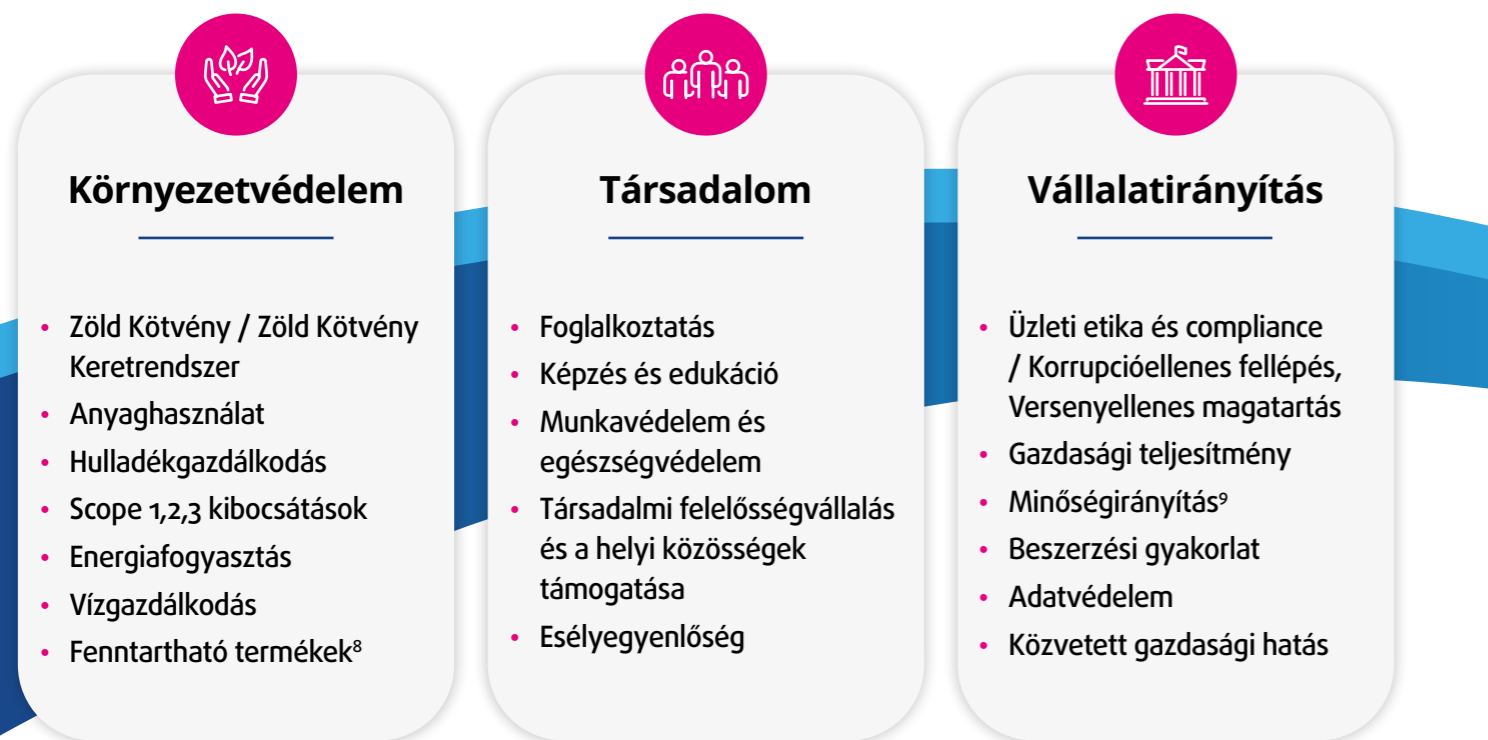 Környezetvédelem
• Zöld Kötvény / Zöld Kötvény
Keretrendszer
• Anyaghasználat
• Hulladékgazdálkodás
• Scope 1,2,3 kibocsátások
• Energiafogyasztás
• Vízgazdálkodás
• Fenntartható termékek⁸
Társadalom
• Foglalkoztatás
• Képzés és edukáció
• Munkavédelem és
egészségvédelem
• Társadalmi felelősségvállalás
és a helyi közösségek
támogatása
• Esélyegyenlőség
Vállalatirányítás
• Üzleti etika és compliance
/ Korrupcióellenes fellépés,
Versenyellenes magatartás
• Gazdasági teljesítmény
• Minőségirányítás⁹
• Beszerzési gyakorlat
• Adatvédelem
• Közvetett gazdasági hatás